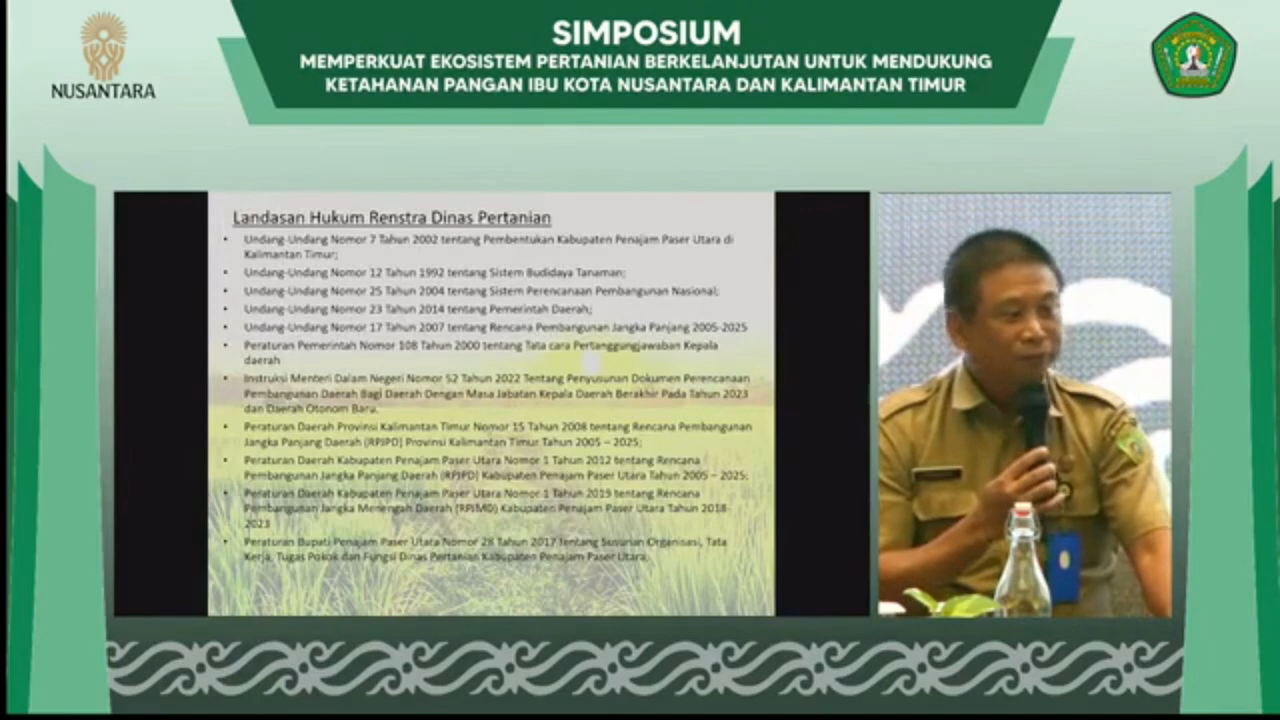 SIMPOSIUM
MEMPERKUAT EKOSISTEM PERTANIAN BERKELANJUTAN UNTUK MENDUKUNG
KETAHANAN PANGAN IBU KOTA NUSANTARA DAN KALIMANTAN TIMUR
NUSANTARA
Landasan Hukum Renstra Dinas Pertanian
• Undang-Undang Nomor 7 Tahun 2002 tentang Pembentukan Kabupaten Penajam Paser Utara di
Kalimantan Timur;
• Undang-Undang Nomor 12 Tahun 1992 tentang Sistem Budidaya Tanaman;
• Undang-Undang Nomor 25 Tahun 2004 tentang Sistem Perencanaan Pembangunan Nasional;
• Undang-Undang Nomor 23 Tahun 2014 tentang Pemerintah Daerah;
• Undang-Undang Nomor 17 Tahun 2007 tentang Rencana Pembangunan Jangka Panjang 2005-2025
• Peraturan Pemerintah Nomor 108 Tahun 2000 tentang Tata cara Pertanggungjawaban Kepala
daerah
• Instruksi Menteri Dalam Negeri Nomor 52 Tahun 2022 Tentang Penyusunan Dokumen Perencanaan
Pembangunan Daerah Bagi Daerah Dengan Masa Jabatan Kepala Daerah Berakhir Pada Tahun 2023
dan Daerah Otonom Baru.
• Peraturan Daerah Provinsi Kalimantan Timur Nomor 15 Tahun 2008 tentang Rencana Pembangunan
Jangka Panjang Daerah (RPJPD) Provinsi Kalimantan Timur Tahun 2005 – 2025;
• Peraturan Daerah Kabupaten Penajam Paser Utara Nomor 1 Tahun 2012 tentang Rencana
Pembangunan Jangka Panjang Daerah (RPJPD) Kabupaten Penajam Paser Utara Tahun 2005 – 2025;
• Peraturan Daerah Kabupaten Penajam Paser Utara Nomor 1 Tahun 2019 tentang Rencana
Pembangunan Jangka Menengah Daerah (RPJMD) Kabupaten Penajam Paser Utara Tahun 2018-
2023
• Peraturan Bupati Penajam Paser Utara Nomor 28 Tahun 2017 tentang Susunan Organisasi, Tata
Kerja, Tugas Pokok dan Fungsi Dinas Pertanian Kabupaten Penajam Paser Utara;